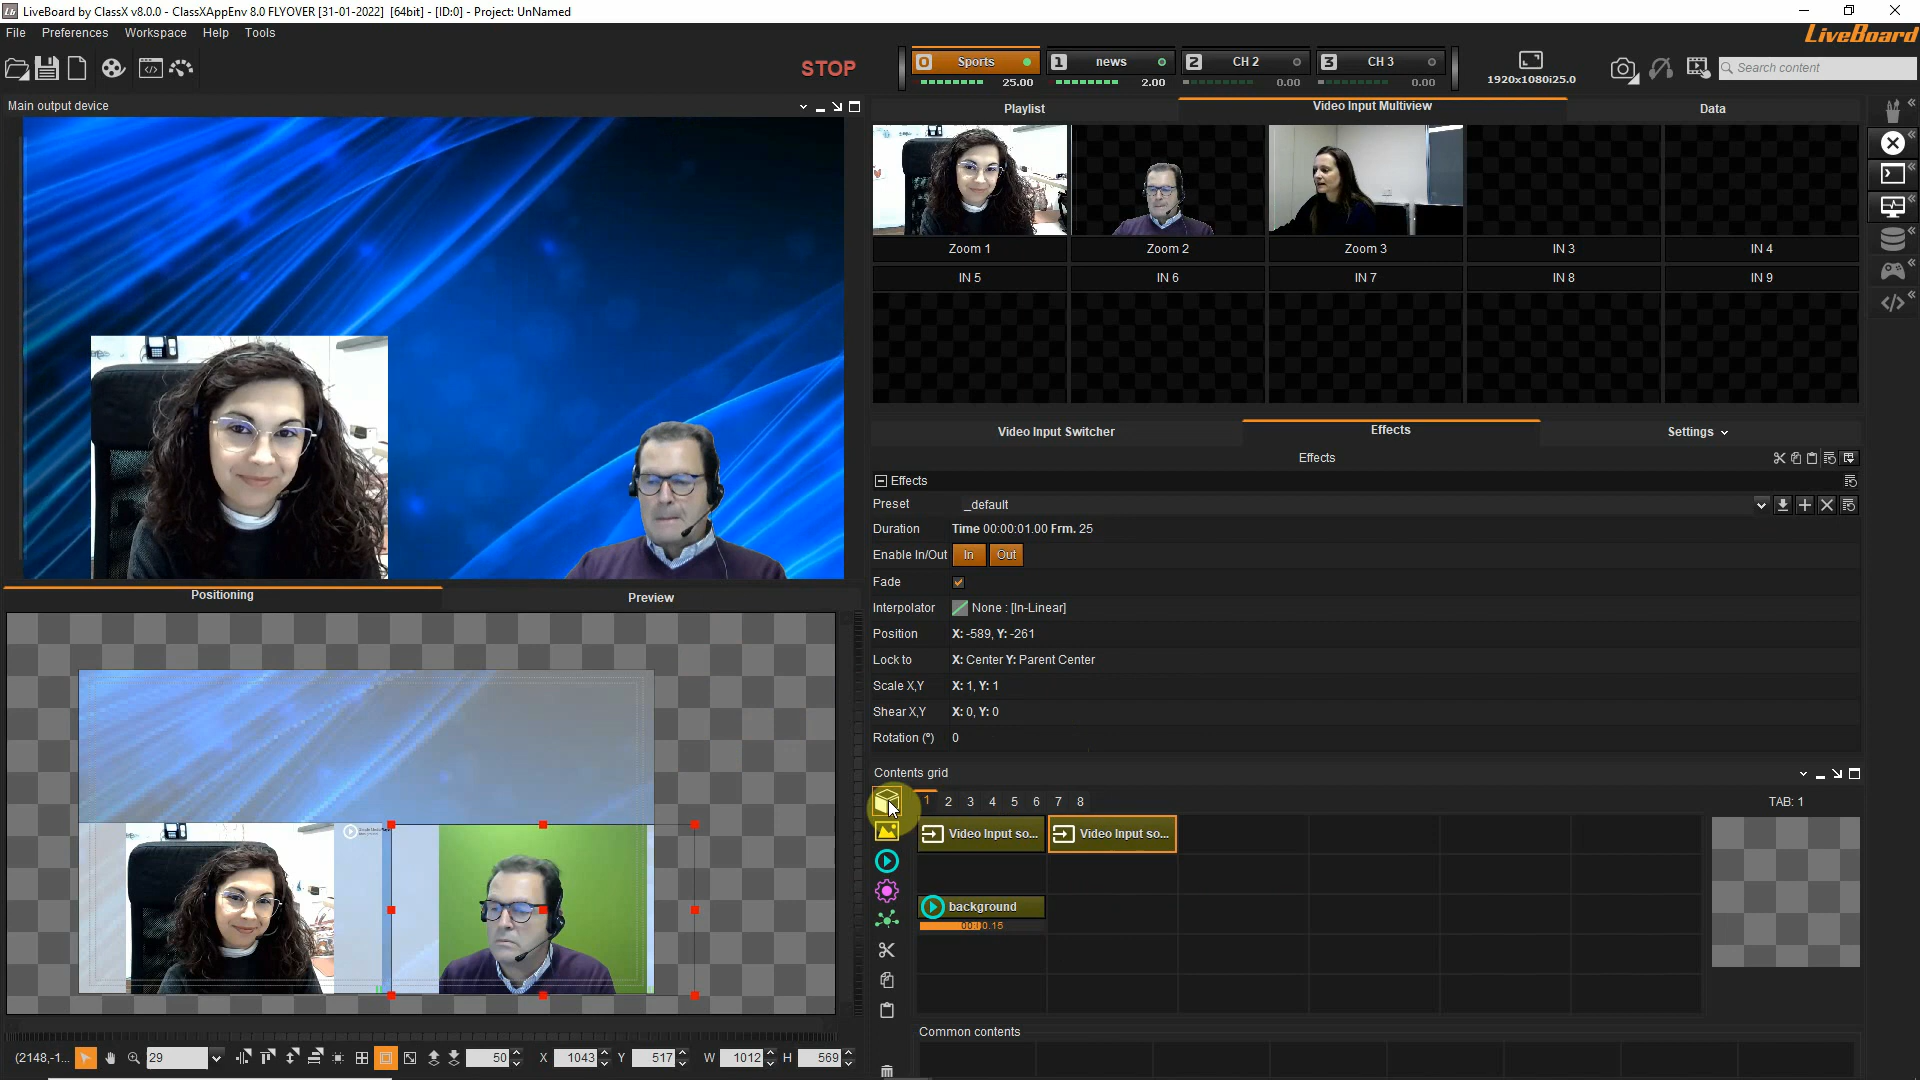 LiveBoard by ClassX v8.0.0 - ClassXAppEnv 8.0 FLYOVER [31-01-2022] [64bit] - [ID:0] - Project: UnNamed
File Preferences Workspace Help Tools
LiveBoard
STOP
0 Sports 25.00
1 news 2.00
2 CH 2 0.00
3 CH 3 0.00
1920x1080i25.0
Search content
Main output device
Playlist Video Input Multiview Data
Zoom 1 Zoom 2 Zoom 3 IN 3 IN 4
IN 5 IN 6 IN 7 IN 8 IN 9
Video Input Switcher Effects Settings
Effects
Effects
Preset _default
Duration Time 00:00:01.00 Frm. 25
Enable In/Out In Out
Fade
Interpolator None : [In-Linear]
Position X: -589, Y: -261
Lock to X: Center Y: Parent Center
Scale X,Y X: 1, Y: 1
Shear X,Y X: 0, Y: 0
Rotation (º) 0
Positioning Preview
Contents grid
1 2 3 4 5 6 7 8 TAB: 1
Video Input so... Video Input so...
background
Common contents
(2148,-1... 29 50 X 1043 Y 517 W 1012 H 569